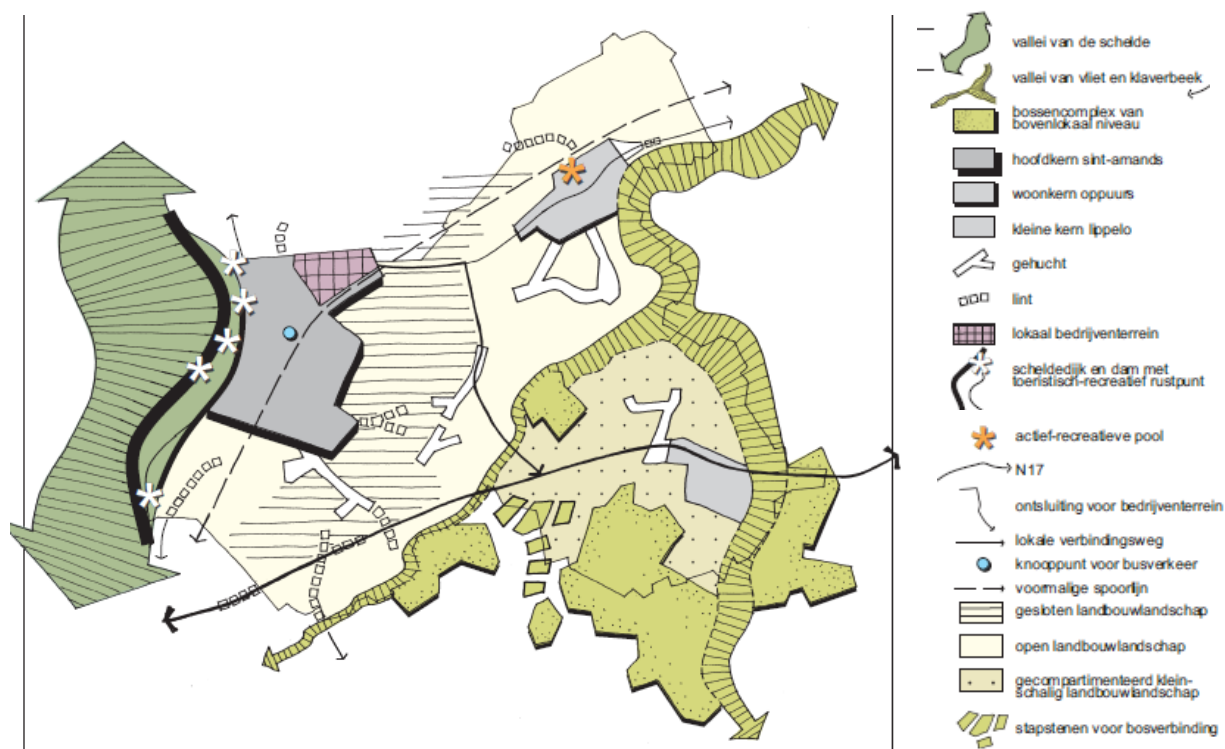 vallei van de schelde
vallei van vliet en klaverbeek
bossencomplex van
bovenlokaal niveau
hoofdkern sint-amands
woonkern oppuurs
kleine kern lippelo
gehucht
lint
lokaal bedrijventerrein
scheldedijk en dam met
toeristisch-recreatief rustpunt
actief-recreatieve pool
N17
ontsluiting voor bedrijventerrein
lokale verbindingsweg
knooppunt voor busverkeer
voormalige spoorlijn
gesloten landbouwlandschap
open landbouwlandschap
gecompartimenteerd klein-
schalig landbouwlandschap
stapstenen voor bosverbinding